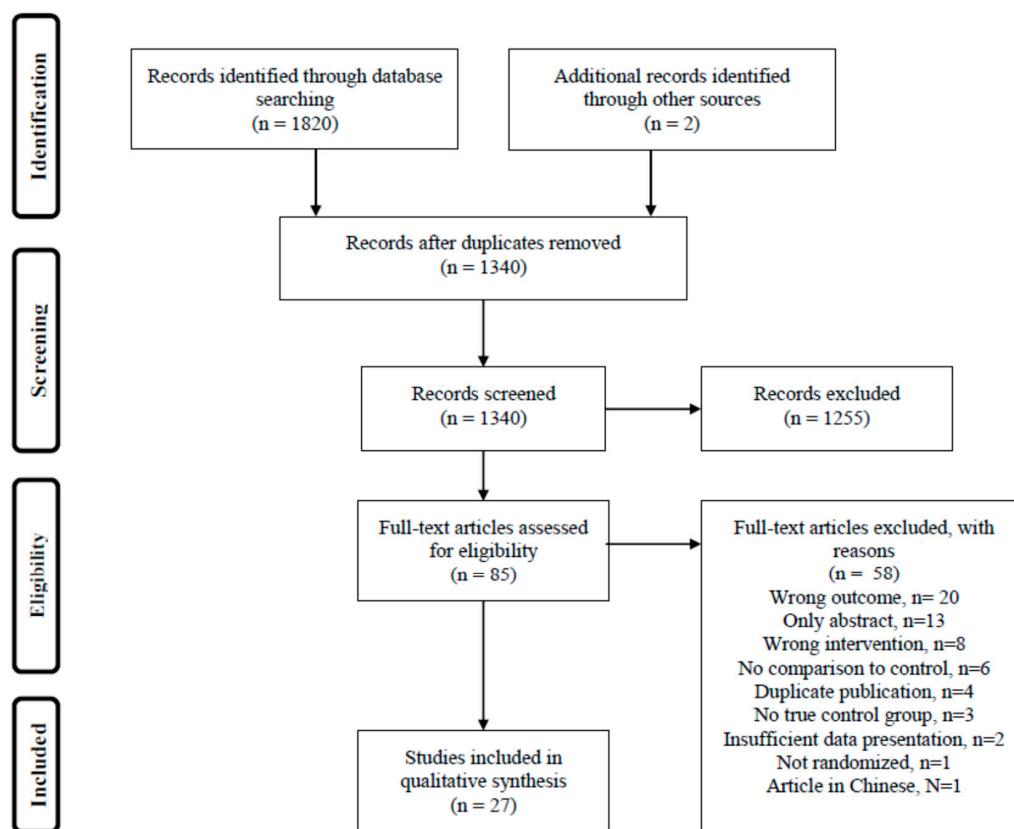 Identification
Records identified through database
searching
(n = 1820)
Additional records identified
through other sources
(n = 2)
Records after duplicates removed
(n = 1340)
Screening
Records screened
(n = 1340)
Records excluded
(n = 1255)
Eligibility
Full-text articles assessed
for eligibility
(n = 85)
Full-text articles excluded, with
reasons
(n =  58)
Wrong outcome, n= 20
Only abstract, n=13
Wrong intervention, n=8
No comparison to control, n=6
Duplicate publication, n=4
No true control group, n=3
Insufficient data presentation, n=2
Not randomized, n=1
Article in Chinese, N=1
Included
Studies included in
qualitative synthesis
(n = 27)